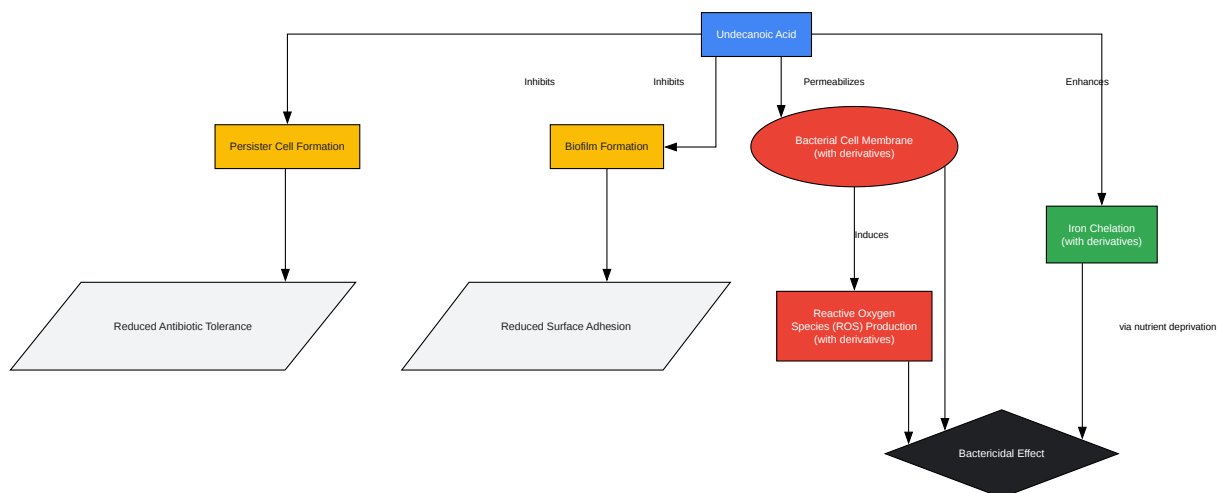 Undecanoic Acid
Inhibits
Inhibits
Permeabilizes
Enhances
Persister Cell Formation
Biofilm Formation
Bacterial Cell Membrane
(with derivatives)
Induces
Iron Chelation
(with derivatives)
Reduced Antibiotic Tolerance
Reduced Surface Adhesion
Reactive Oxygen
Species (ROS) Production
(with derivatives)
via nutrient deprivation
Bactericidal Effect